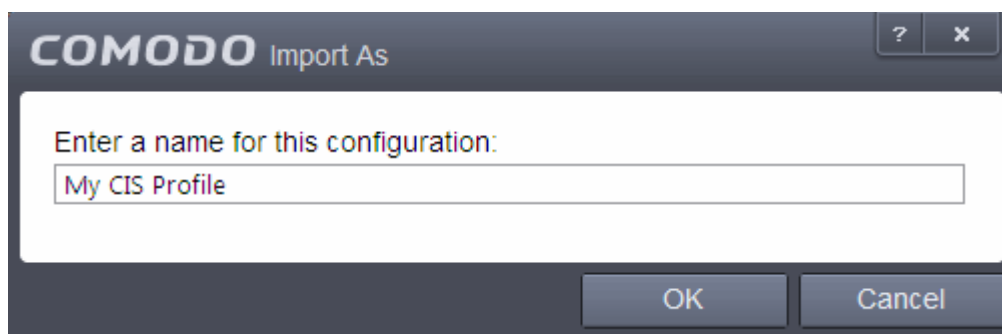 COMODO Import As
? ×
Enter a name for this configuration:
My CIS Profile
OK Cancel